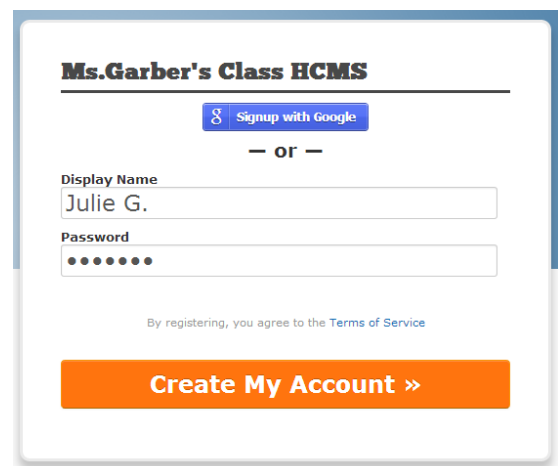 Ms.Garber's Class HCMS
8 Signup with Google
— or —
Display Name
Julie G.
Password
●●●●●●●
By registering, you agree to the Terms of Service
Create My Account »